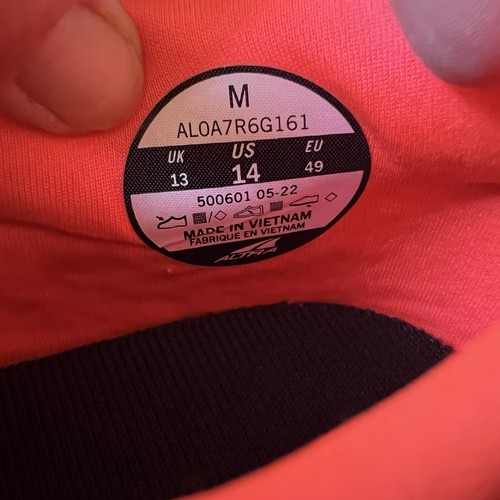 M
AL0A7R6G161
UK US EU
13 14 49
500601 05-22
MADE IN VIETNAM
FABRIQUE EN VIETNAM
ALTRA